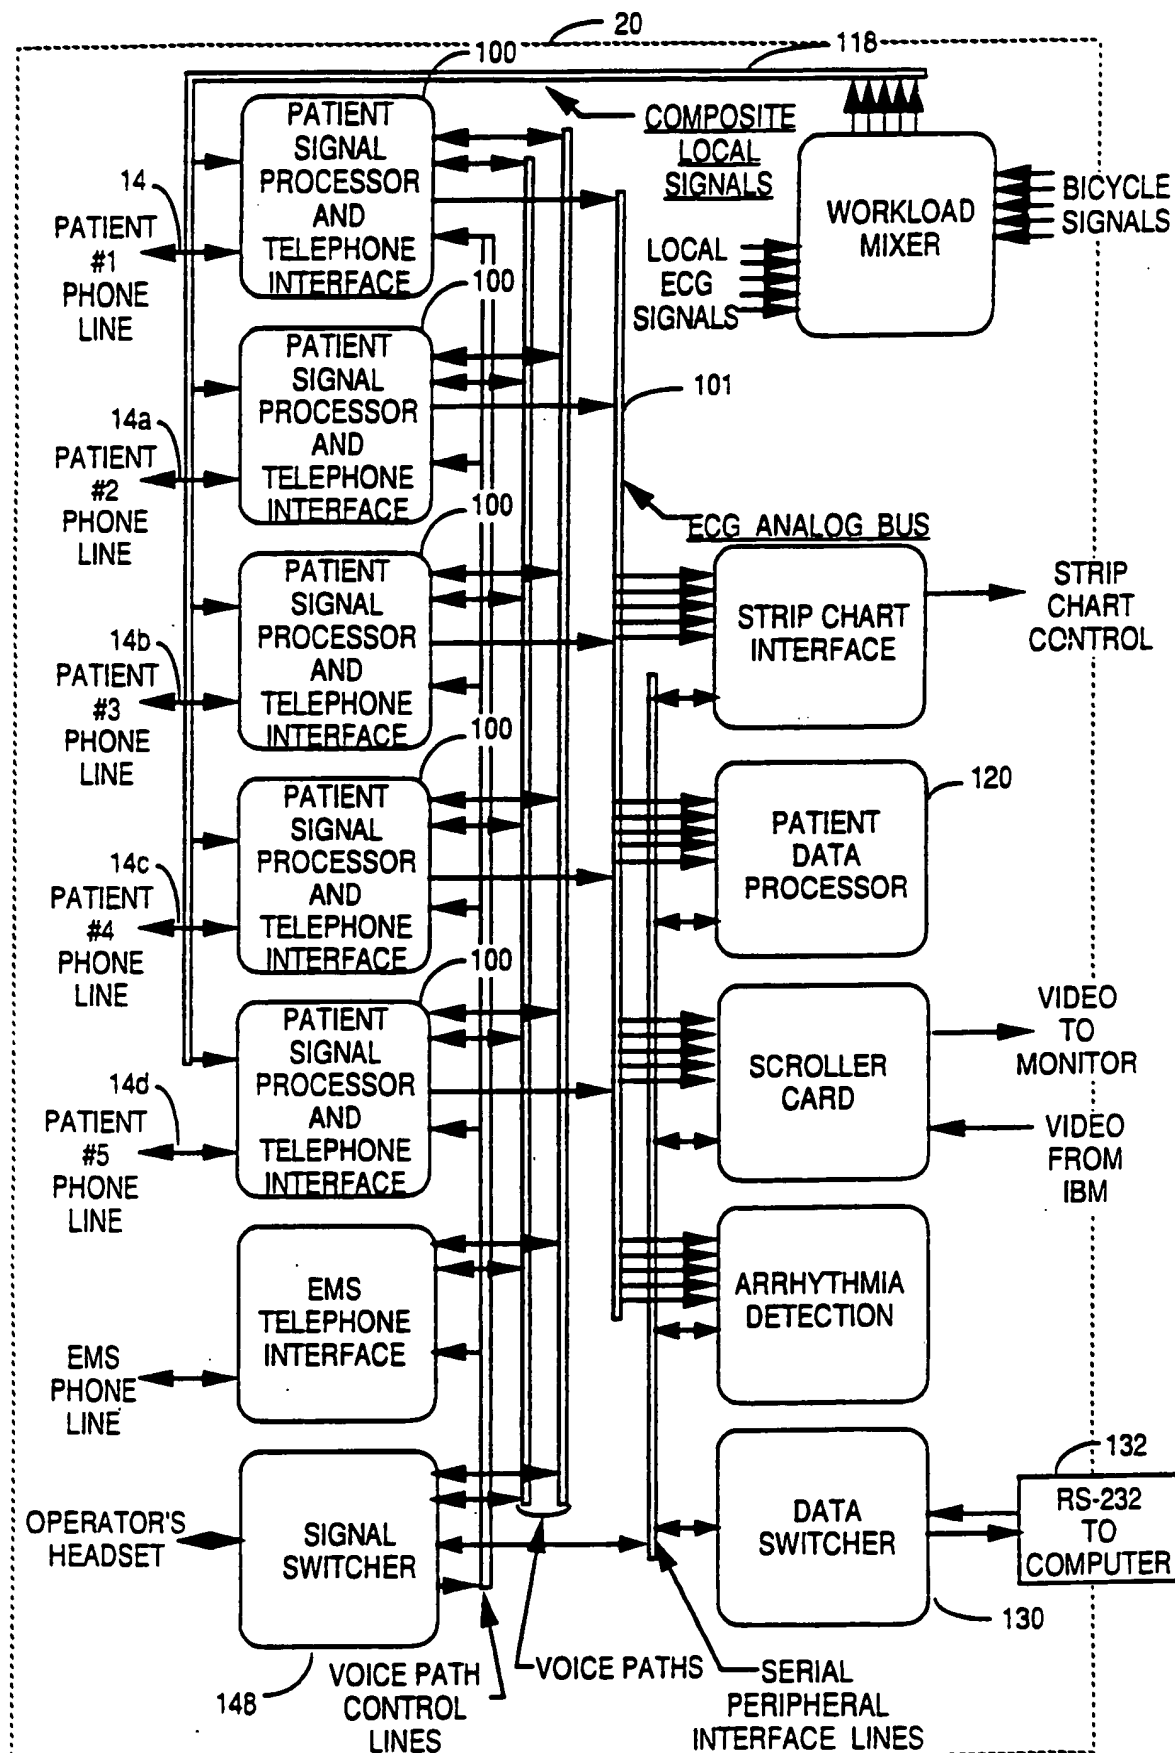 20
118
100
PATIENT
SIGNAL
PROCESSOR
AND
TELEPHONE
INTERFACE
COMPOSITE
LOCAL
SIGNALS
WORKLOAD
MIXER
BICYCLE
SIGNALS
LOCAL
ECG
SIGNALS
14
PATIENT
#1
PHONE
LINE
100
PATIENT
SIGNAL
PROCESSOR
AND
TELEPHONE
INTERFACE
101
14a
PATIENT
#2
PHONE
LINE
ECG ANALOG BUS
100
PATIENT
SIGNAL
PROCESSOR
AND
TELEPHONE
INTERFACE
STRIP CHART
INTERFACE
STRIP
CHART
CONTROL
14b
PATIENT
#3
PHONE
LINE
100
PATIENT
SIGNAL
PROCESSOR
AND
TELEPHONE
INTERFACE
120
PATIENT
DATA
PROCESSOR
14c
PATIENT
#4
PHONE
LINE
100
PATIENT
SIGNAL
PROCESSOR
AND
TELEPHONE
INTERFACE
SCROLLER
CARD
VIDEO
TO
MONITOR
VIDEO
FROM
IBM
14d
PATIENT
#5
PHONE
LINE
EMS
TELEPHONE
INTERFACE
ARRHYTHMIA
DETECTION
EMS
PHONE
LINE
132
RS-232
TO
COMPUTER
OPERATOR'S
HEADSET
SIGNAL
SWITCHER
DATA
SWITCHER
130
148
VOICE PATH
CONTROL
LINES
VOICE PATHS
SERIAL
PERIPHERAL
INTERFACE LINES